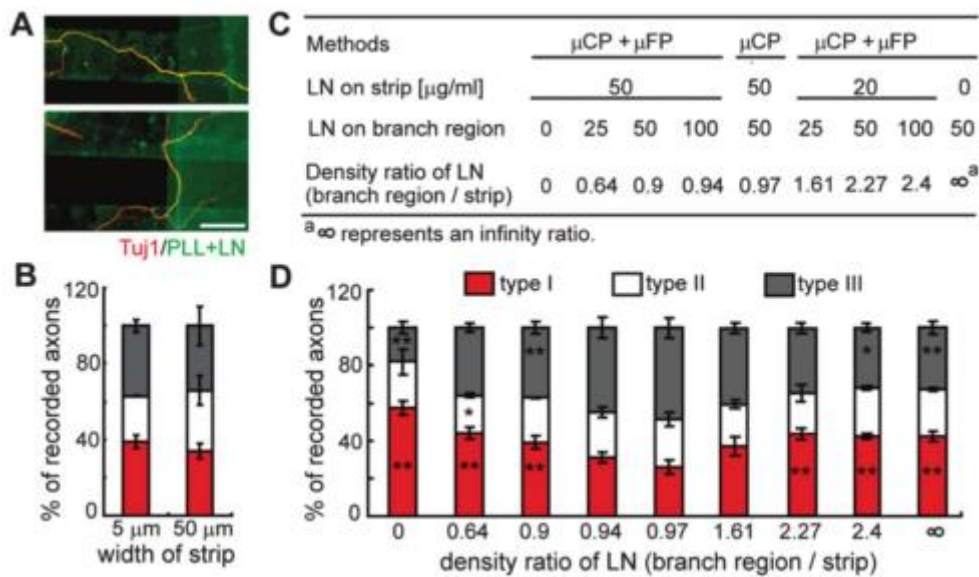 A
Tuj1/PLL+LN
C
Methods μCP + μFP μCP μCP + μFP
LN on strip [μg/ml] 50 50 20 0
LN on branch region 0 25 50 100 50 25 50 100 50
Density ratio of LN
(branch region / strip) 0 0.64 0.9 0.94 0.97 1.61 2.27 2.4 ∞a
a∞ represents an infinity ratio.
B
% of recorded axons
120
80
40
0
5 μm 50 μm
width of strip
D
type I type II type III
% of recorded axons
120
80
40
0
** ** * **
*
** ** ** ** ** **
0 0.64 0.9 0.94 0.97 1.61 2.27 2.4 ∞
density ratio of LN (branch region / strip)